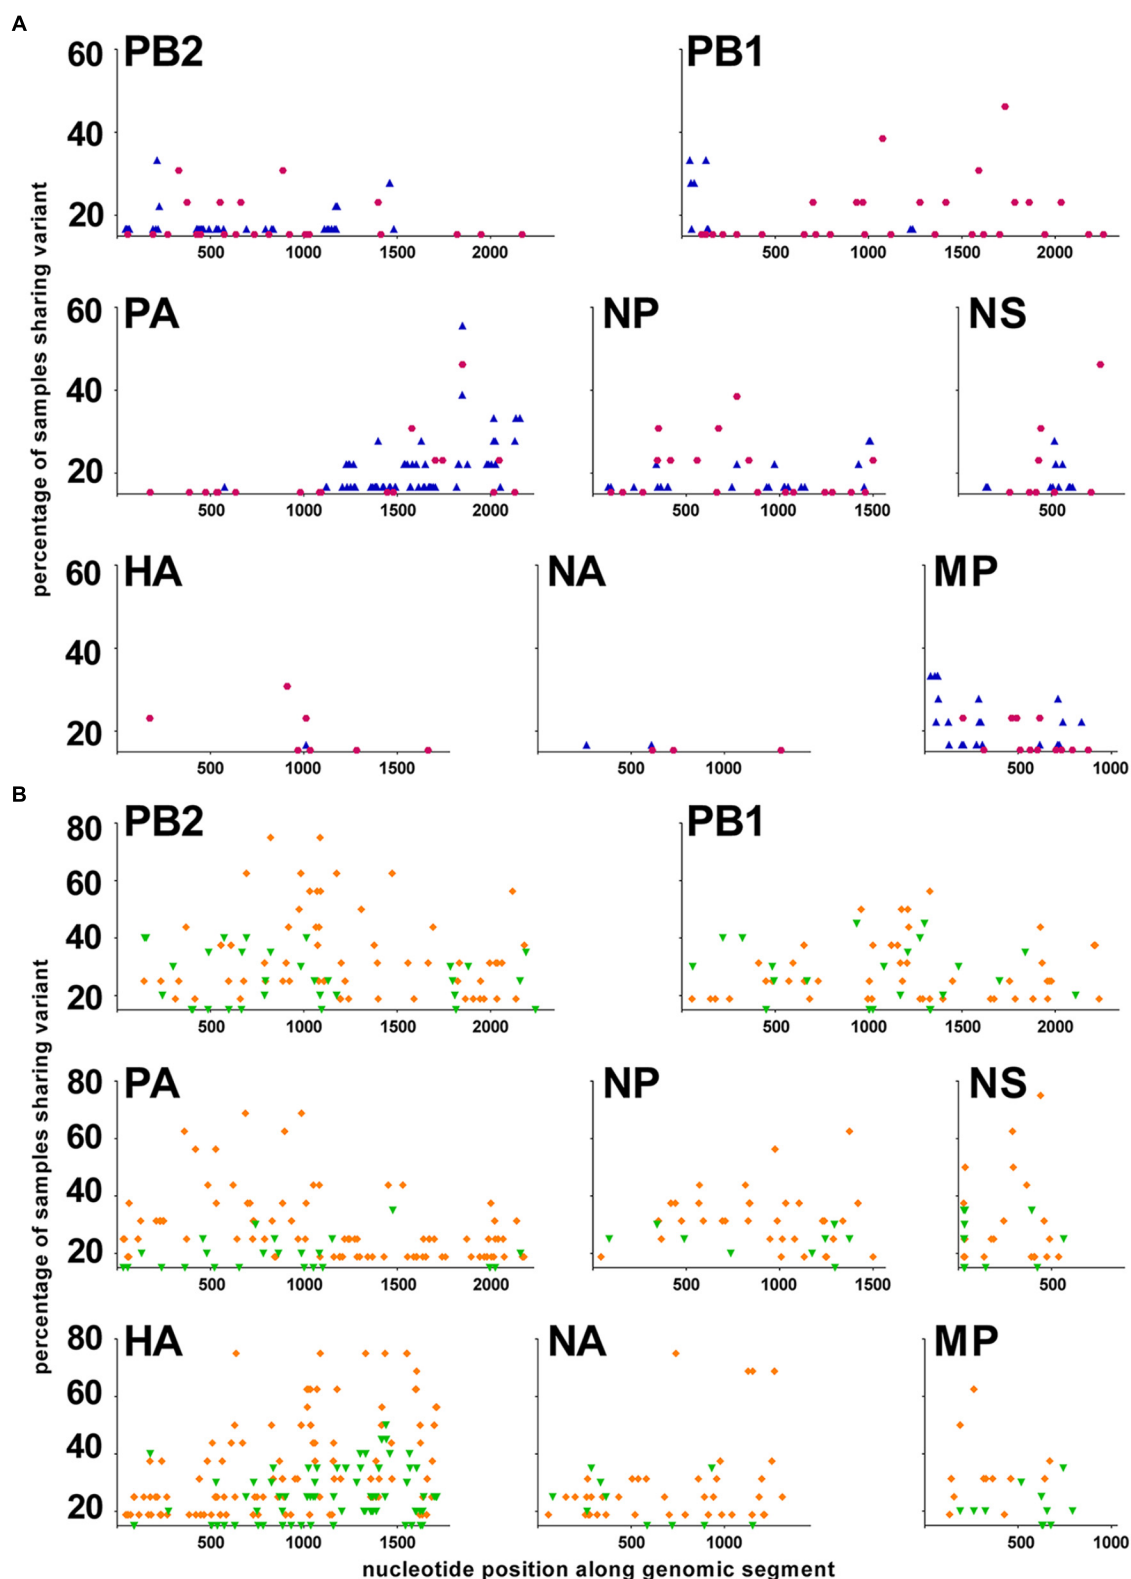 A
PB2 PB1
60
40
20
500 1000 1500 2000 500 1000 1500 2000
percentage of samples sharing variant
PA NP NS
60
40
20
500 1000 1500 2000 500 1000 1500 500
HA NA MP
60
40
20
500 1000 1500 500 1000 500 1000
B
PB2 PB1
80
60
40
20
500 1000 1500 2000 500 1000 1500 2000
percentage of samples sharing variant
PA NP NS
80
60
40
20
500 1000 1500 2000 500 1000 1500 500
HA NA MP
80
60
40
20
500 1000 1500 500 1000 500 1000
nucleotide position along genomic segment